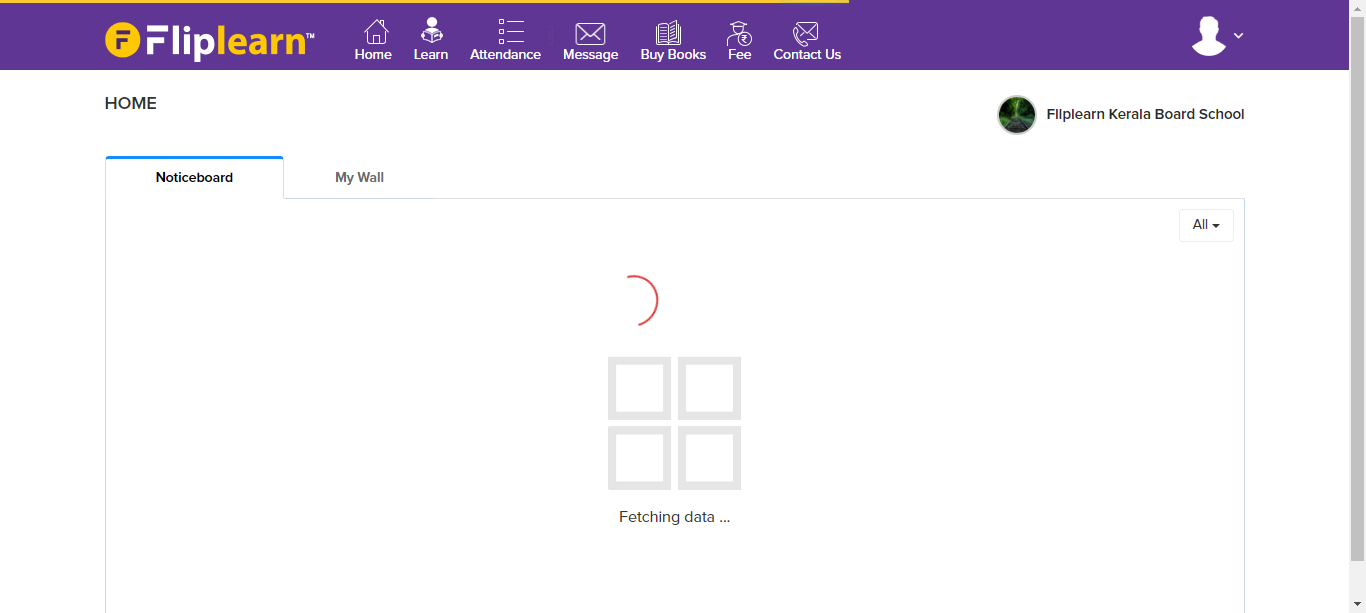 Fliplearn™
Home Learn Attendance Message Buy Books Fee Contact Us
HOME
Fliplearn Kerala Board School
Noticeboard My Wall
All
Fetching data ...